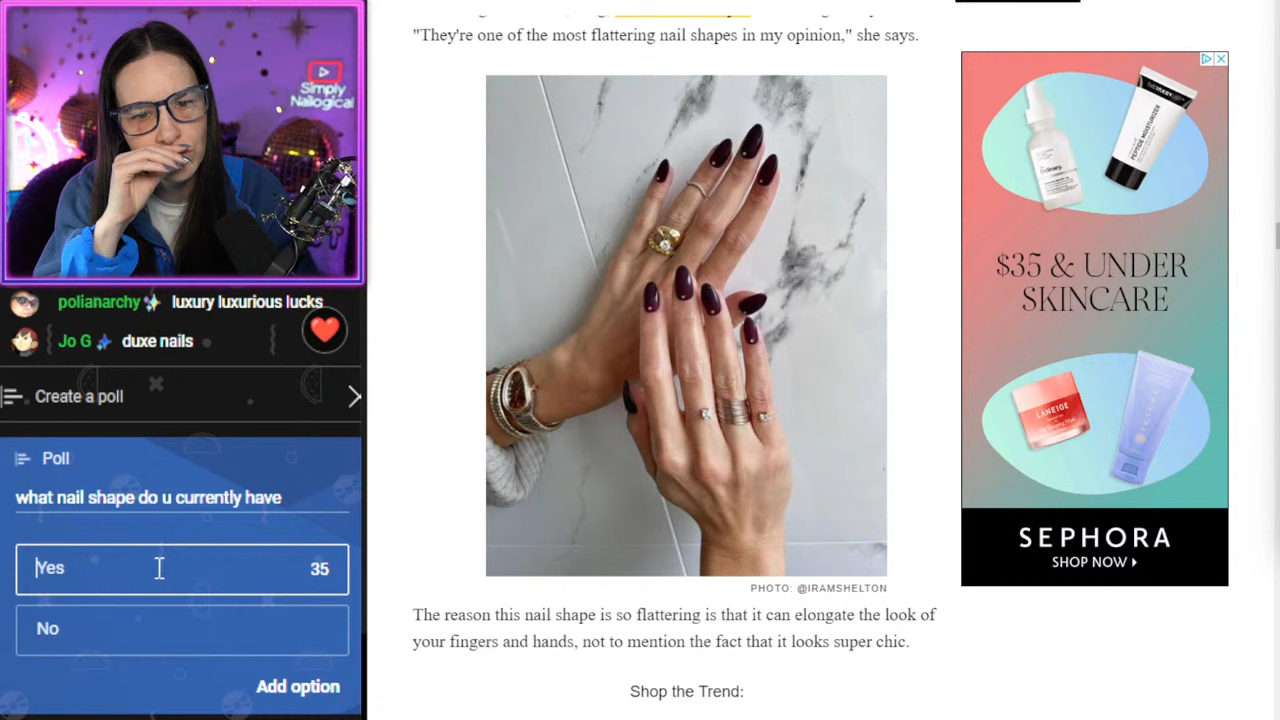 Simply
Nailogical
polianarchy luxury luxurious lucks
Jo G duxe nails
Create a poll
Poll
what nail shape do u currently have
Yes 35
No
Add option
"They're one of the most flattering nail shapes in my opinion," she says.
PHOTO: @IRAMSHELTON
The reason this nail shape is so flattering is that it can elongate the look of
your fingers and hands, not to mention the fact that it looks super chic.
Shop the Trend:
Ordinary.
PEPTIDE MOISTURIZER
$35 & UNDER
SKINCARE
LANEIGE
SEPHORA
SHOP NOW